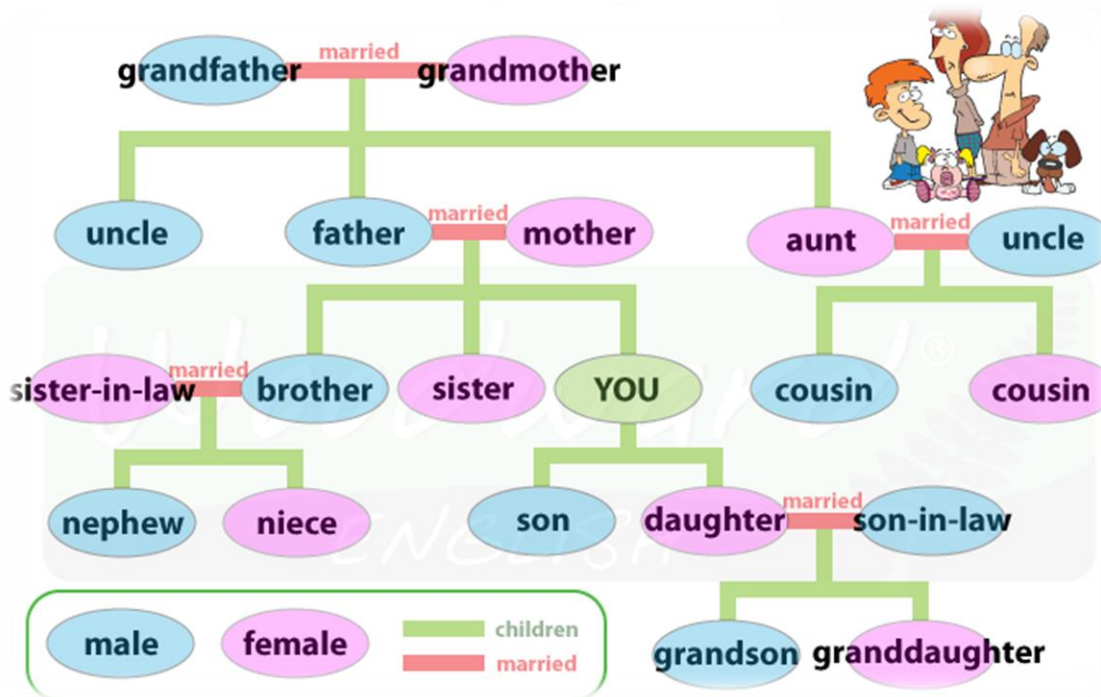 married
grandfather grandmother
uncle father married mother aunt married uncle
sister-in-law married brother sister YOU cousin cousin
nephew niece son daughter married son-in-law
ENGLISH
grandson granddaughter
male female children
married
®